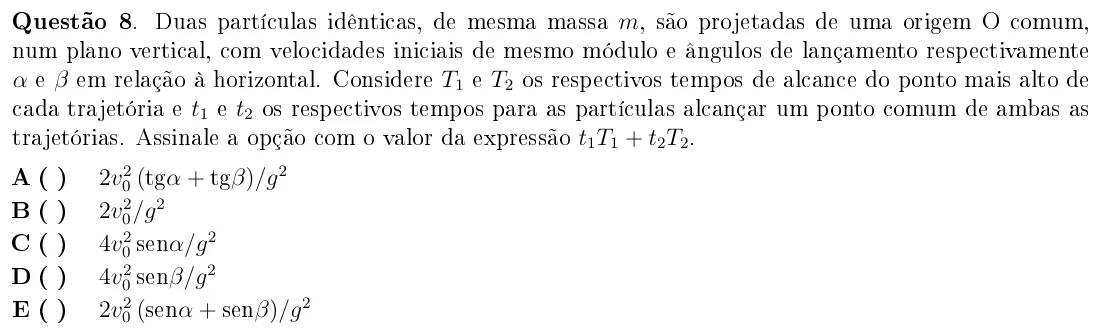 Questão 8. Duas partículas idênticas, de mesma massa m, são projetadas de uma origem O comum,
num plano vertical, com velocidades iniciais de mesmo módulo e ângulos de lançamento respectivamente
α e β em relação à horizontal. Considere T₁ e T₂ os respectivos tempos de alcance do ponto mais alto de
cada trajetória e t₁ e t₂ os respectivos tempos para as partículas alcançar um ponto comum de ambas as
trajetórias. Assinale a opção com o valor da expressão t₁T₁ + t₂T₂.
A ( ) 2v₀² (tgα + tgβ)/g²
B ( ) 2v₀²/g²
C ( ) 4v₀² senα/g²
D ( ) 4v₀² senβ/g²
E ( ) 2v₀² (senα + senβ)/g²